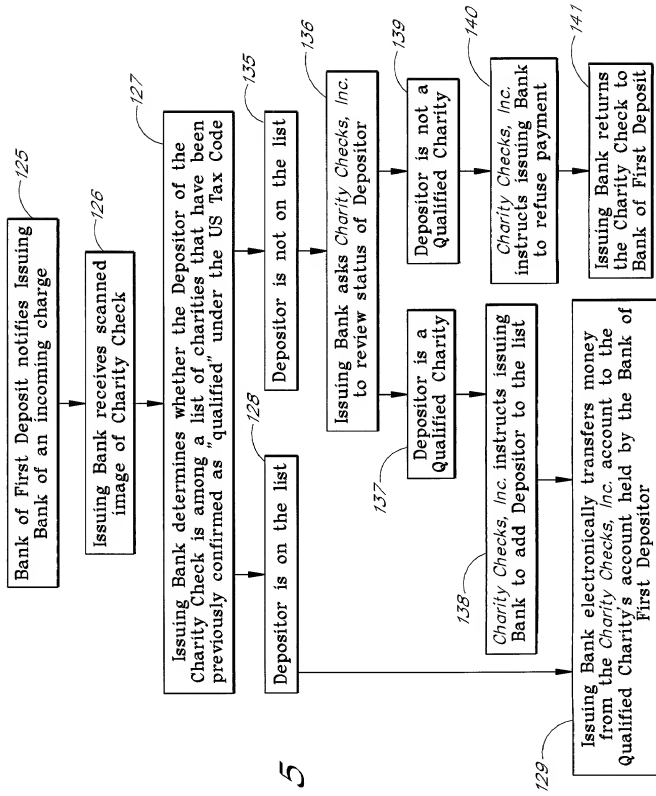 125
Bank of First Deposit notifies Issuing
Bank of an incoming charge
126
Issuing Bank receives scanned
image of Charity Check
127
Issuing Bank determines whether the Depositor of the
Charity Check is among a list of charities that have been
previously confirmed as "qualified" under the US Tax Code
128
Depositor is on the list
135
Depositor is not on the list
136
Issuing Bank asks Charity Checks, Inc.
to review status of Depositor
137
Depositor is a
Qualified Charity
139
Depositor is not a
Qualified Charity
138
Charity Checks, Inc. instructs issuing
Bank to add Depositor to the list
140
Charity Checks, Inc.
instructs issuing Bank
to refuse payment
129
Issuing Bank electronically transfers money
from the Charity Checks, Inc. account to the
Qualified Charity's account held by the Bank of
First Depositor
141
Issuing Bank returns
the Charity Check to
Bank of First Deposit
5